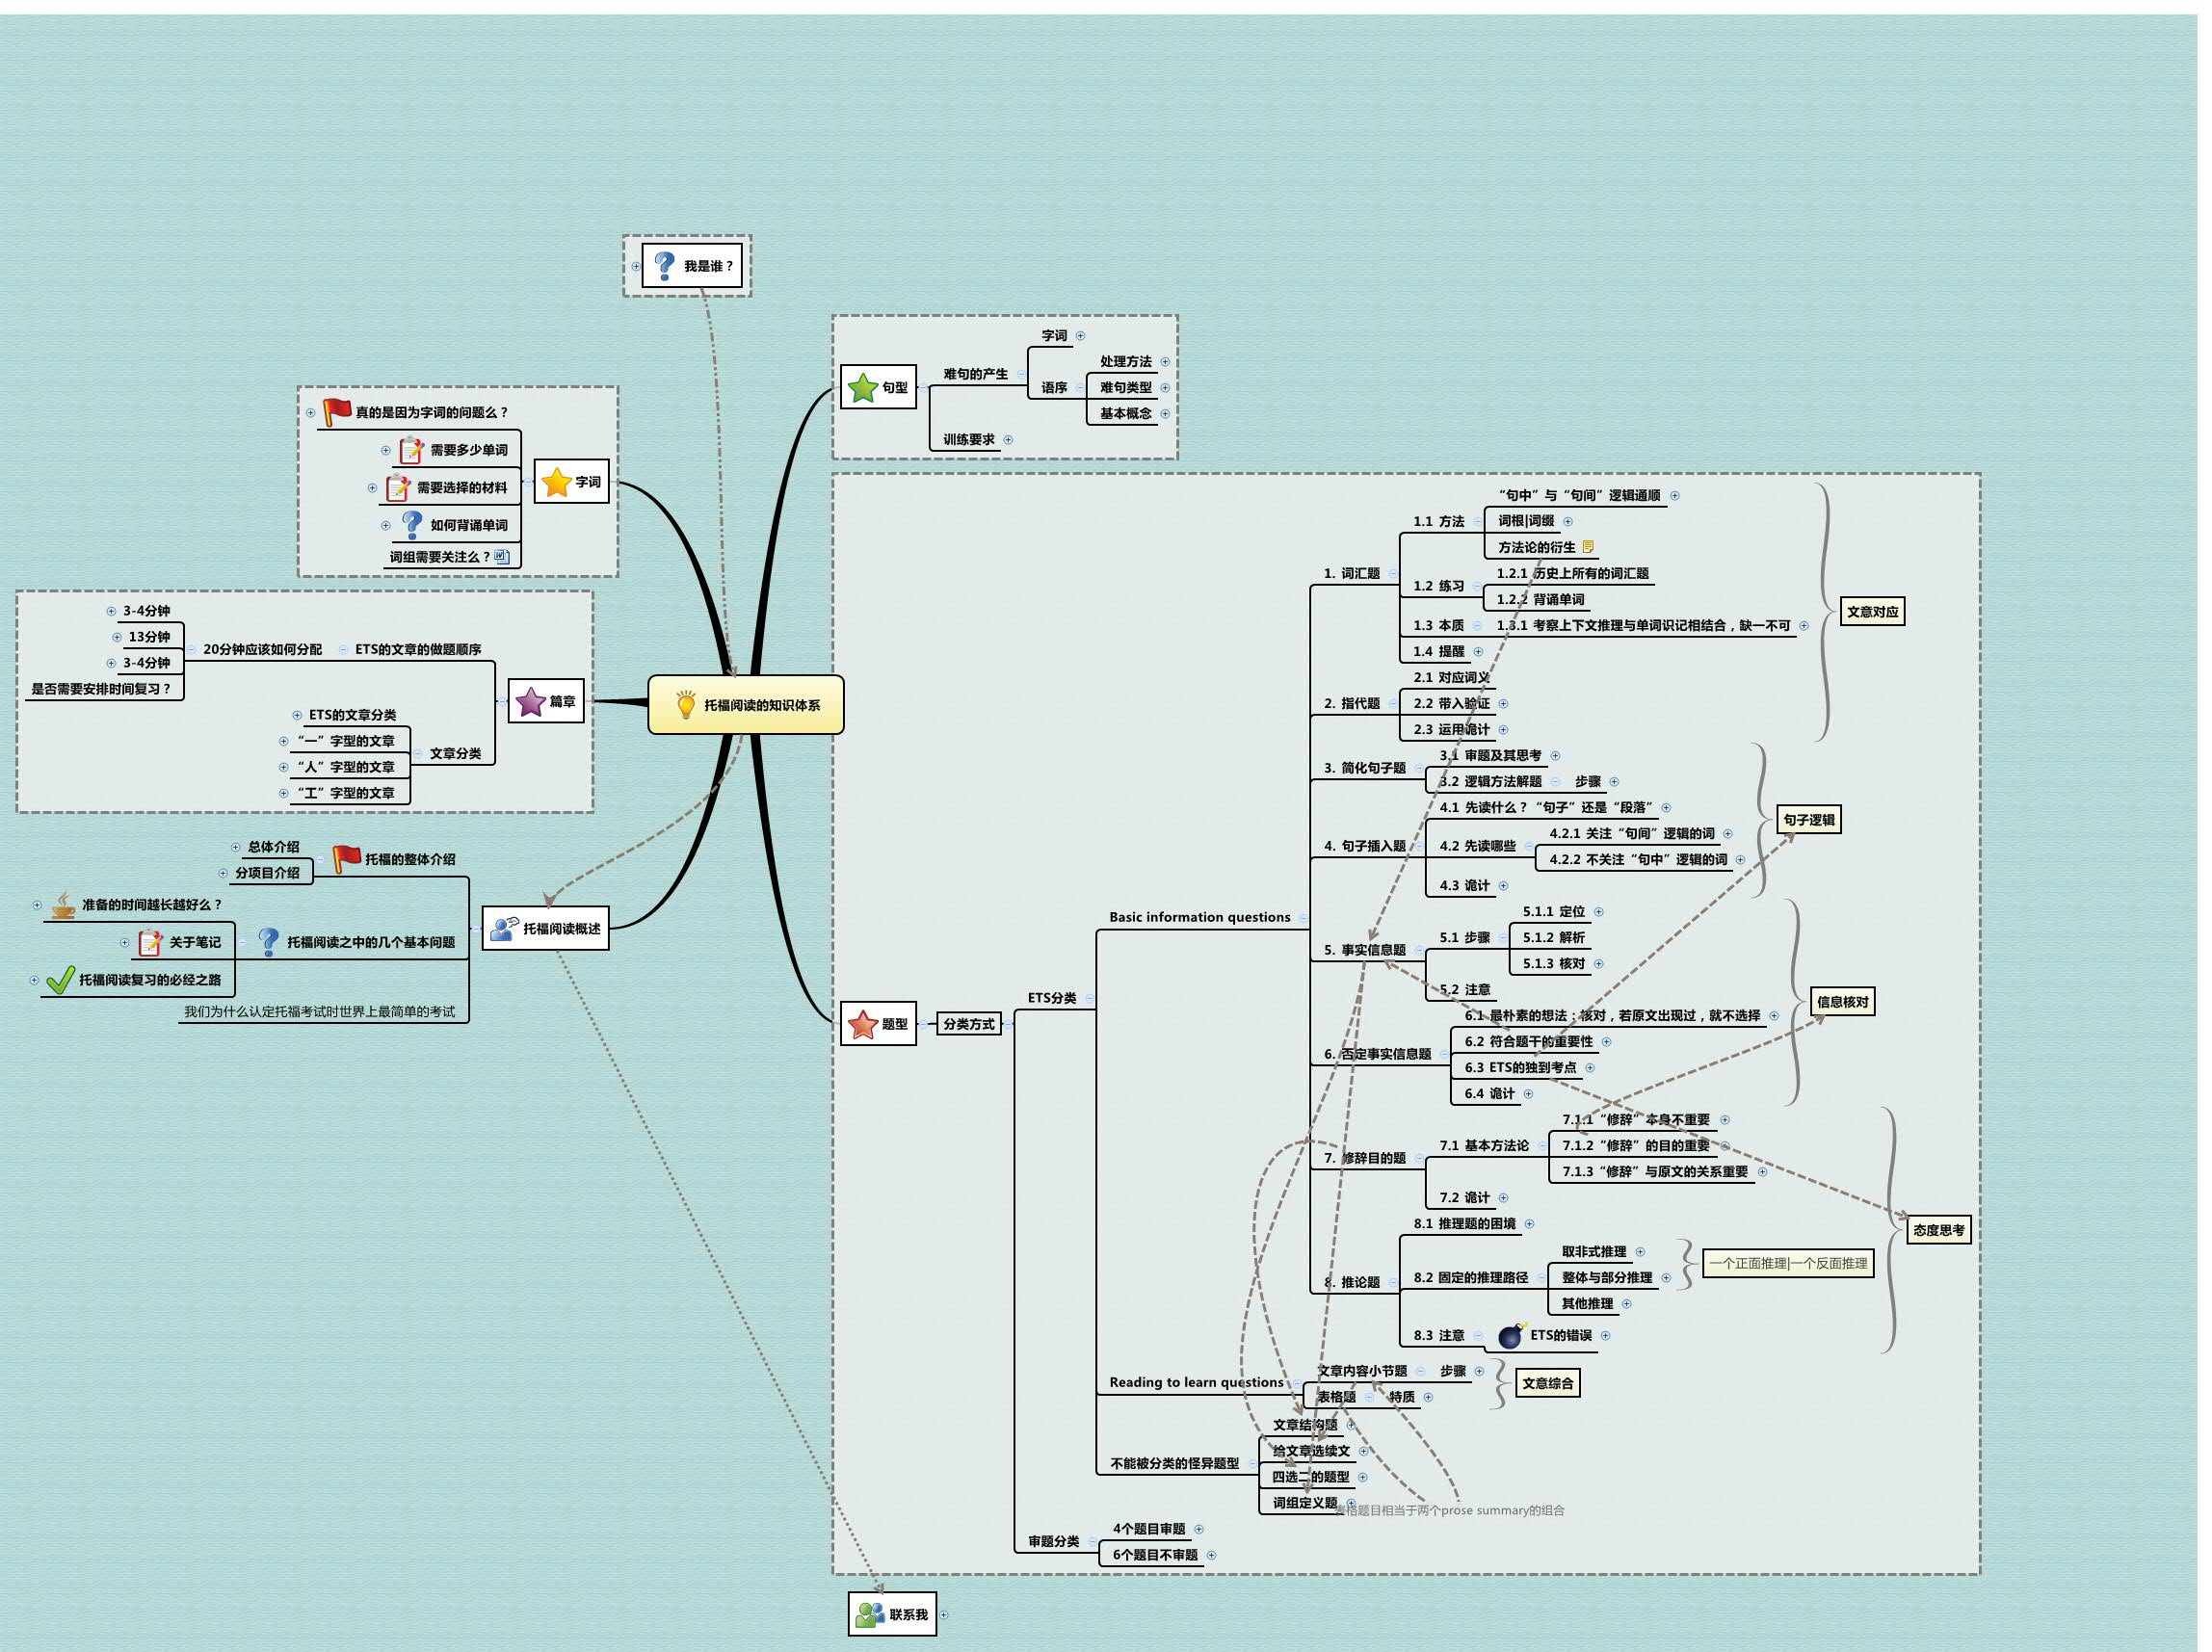 我是谁？
字词
处理方法
难句的产生
句型
语序
难句类型
基本概念
训练要求
真的是因为字词的问题么？
需要多少单词
需要选择的材料
字词
如何背诵单词
词组需要关注么？
3-4分钟
13分钟
20分钟应该如何分配
ETS的文章的做题顺序
3-4分钟
是否需要安排时间复习？
篇章
ETS的文章分类
“一”字型的文章
文章分类
“人”字型的文章
“工”字型的文章
托福阅读的知识体系
总体介绍
托福的整体介绍
分项目介绍
准备的时间越长越好么？
关于笔记
托福阅读之中的几个基本问题
托福阅读概述
托福阅读复习的必经之路
我们为什么认定托福考试时世界上最简单的考试
题型
分类方式
ETS分类
Basic information questions
1. 词汇题
1.1 方法
“句中”与“句间”逻辑通顺
词根|词缀
方法论的衍生
1.2 练习
1.2.1 历史上所有的词汇题
1.2.2 背诵单词
1.3 本质
1.3.1 考察上下文推理与单词识记相结合，缺一不可
1.4 提醒
2. 指代题
2.1 对应词义
2.2 带入验证
2.3 运用诡计
文章对应
3. 简化句子题
3.1 审题及其思考
3.2 逻辑方法解题
步骤
4. 句子插入题
4.1 先读什么？“句子”还是“段落”
4.2 先读哪些
4.2.1 关注“句间”逻辑的词
4.2.2 不关注“句中”逻辑的词
4.3 诡计
句子逻辑
5. 事实信息题
5.1 步骤
5.1.1 定位
5.1.2 解析
5.1.3 核对
5.2 注意
6. 否定事实信息题
6.1 最朴素的想法：核对，若原文出现过，就不选择
6.2 符合题干的重要性
6.3 ETS的独到考点
6.4 诡计
信息核对
7. 修辞目的题
7.1 基本方法论
7.1.1“修辞”本身不重要
7.1.2“修辞”的目的重要
7.1.3“修辞”与原文的关系重要
7.2 诡计
8. 推论题
8.1 推理题的困境
8.2 固定的推理路径
取非式推理
整体与部分推理
其他推理
一个正面推理|一个反面推理
8.3 注意
ETS的错误
态度思考
Reading to learn questions
文章内容小节题
步骤
表格题
特质
文章综合
不能被分类的怪异题型
文章结构题
给文章选续文
四选二的题型
词组定义题
表格题目相当于两个prose summary的组合
审题分类
4个题目审题
6个题目不审题
联系我